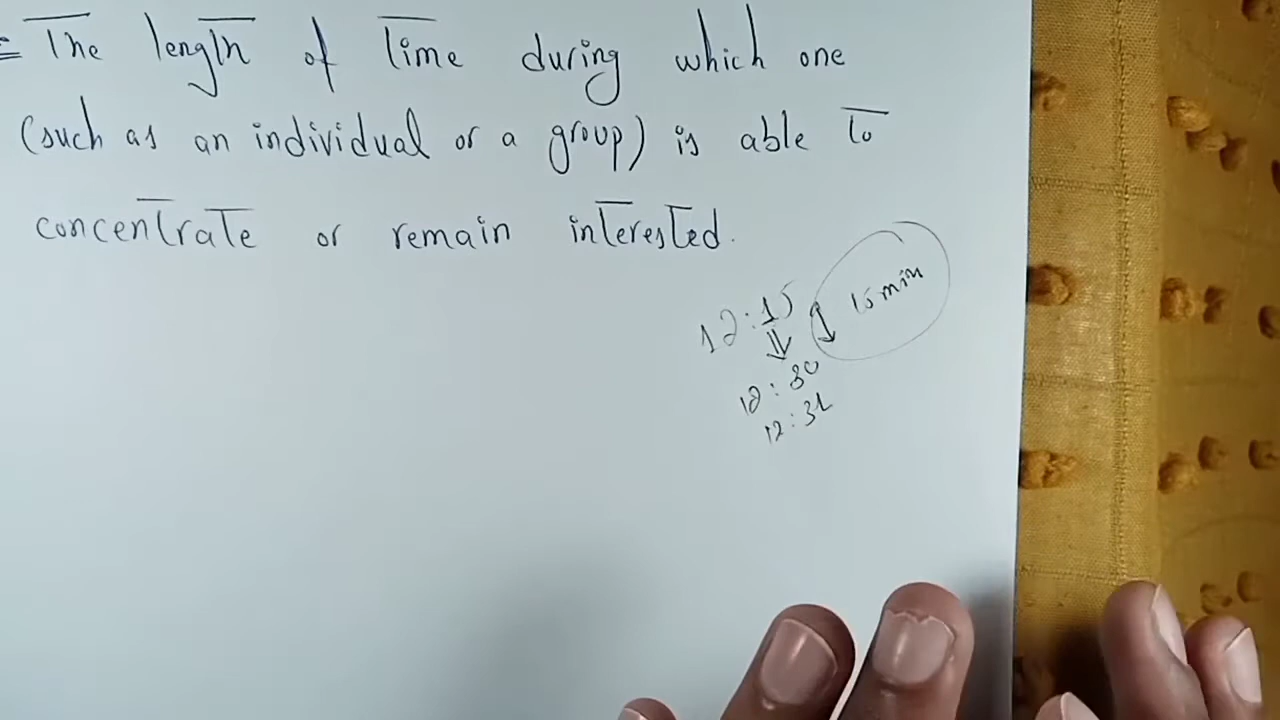 = The length of time during which one
(such as an individual or a group) is able to
concentrate or remain interested.
12:15
15 min
12:30
12:31